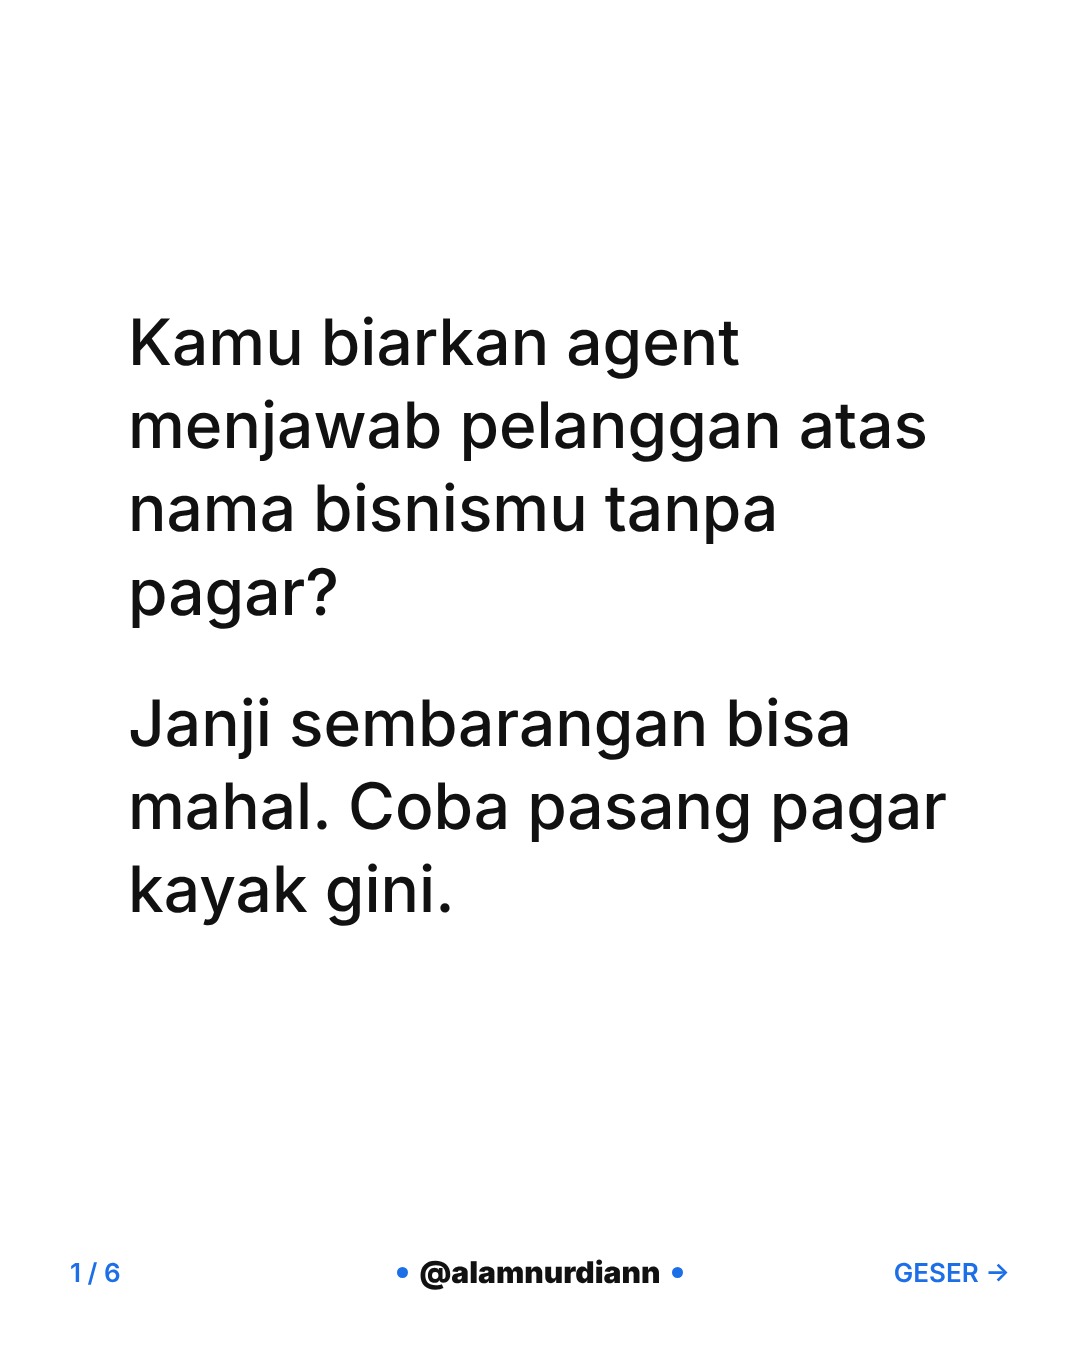 Kamu biarkan agent
menjawab pelanggan atas
nama bisnismu tanpa
pagar?
Janji sembarangan bisa
mahal. Coba pasang pagar
kayak gini.
1 / 6
• @alamnurdiann •
GESER →